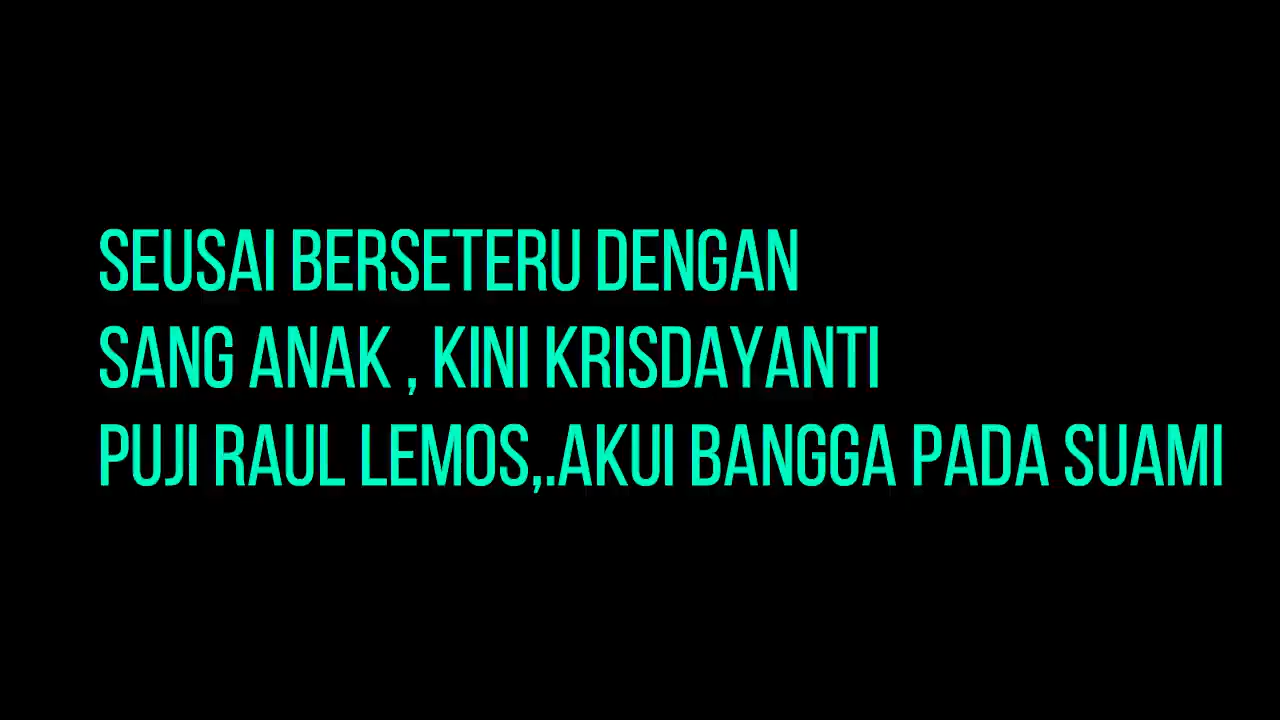 SEUSAI BERSETERU DENGAN
SANG ANAK , KINI KRISDAYANTI
PUJI RAUL LEMOS,.AKUI BANGGA PADA SUAMI